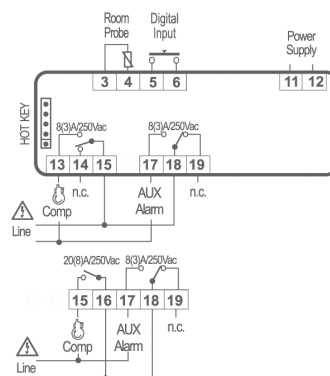 Room Probe
Digital Input
Power Supply
3 4 5 6 11 12
HOT KEY
8(3)A/250Vac 8(3)A/250Vac
13 14 15 17 18 19
n.c. n.c.
Comp
AUX Alarm
Line
20(8)A/250Vac 8(3)A/250Vac
15 16 17 18 19
n.c.
Comp
AUX Alarm
Line